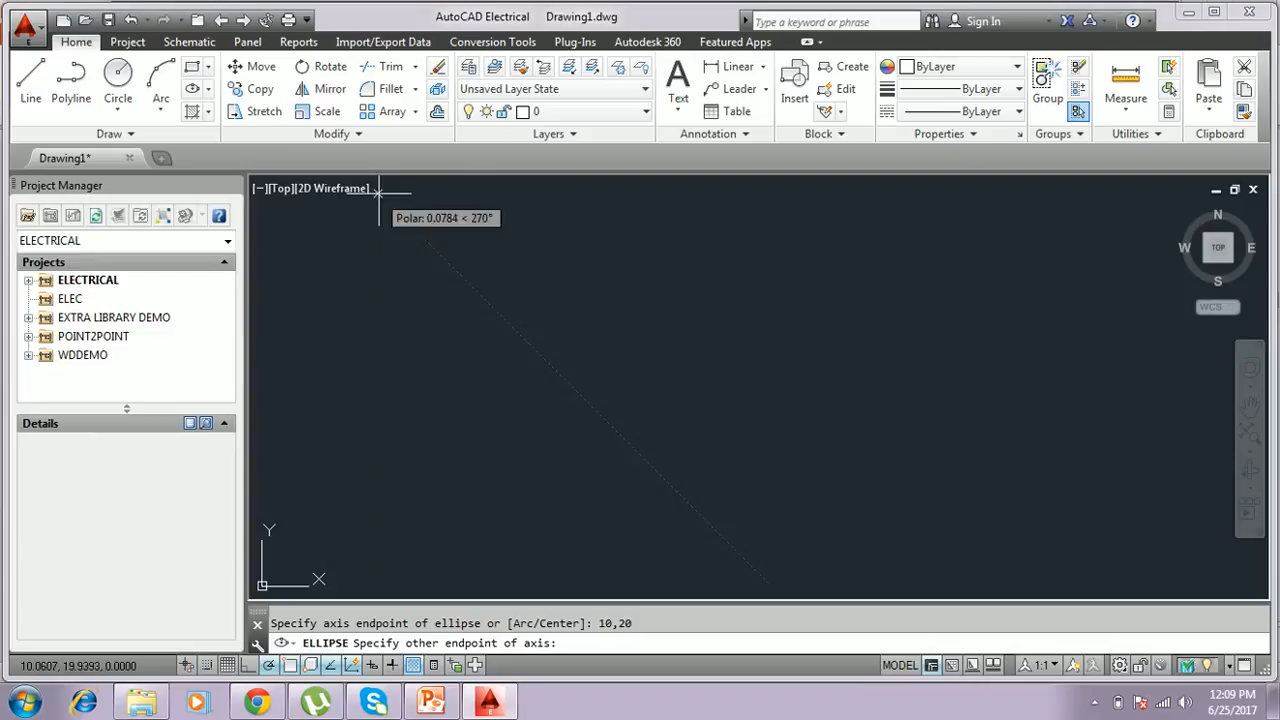 AutoCAD Electrical Drawing1.dwg
Type a keyword or phrase
Sign In
Home Project Schematic Panel Reports Import/Export Data Conversion Tools Plug-Ins Autodesk 360 Featured Apps
Line Polyline Circle Arc
Move Rotate Trim
Copy Mirror Fillet
Stretch Scale Array
Unsaved Layer State
0
Text
Linear
Leader
Table
Insert
Create
Edit
ByLayer
ByLayer
ByLayer
Group
Measure
Paste
Draw Modify Layers Annotation Block Properties Groups Utilities Clipboard
Drawing1*
Project Manager
ELECTRICAL
Projects
ELECTRICAL
ELEC
EXTRA LIBRARY DEMO
POINT2POINT
WDDEMO
Details
[−][Top][2D Wireframe]
Polar: 0.0784 < 270°
N
W TOP E
S
WCS
Y
X
Specify axis endpoint of ellipse or [Arc/Center]: 10,20
ELLIPSE Specify other endpoint of axis:
10.0607, 19.9393, 0.0000
MODEL
1:1
12:09 PM
6/25/2017